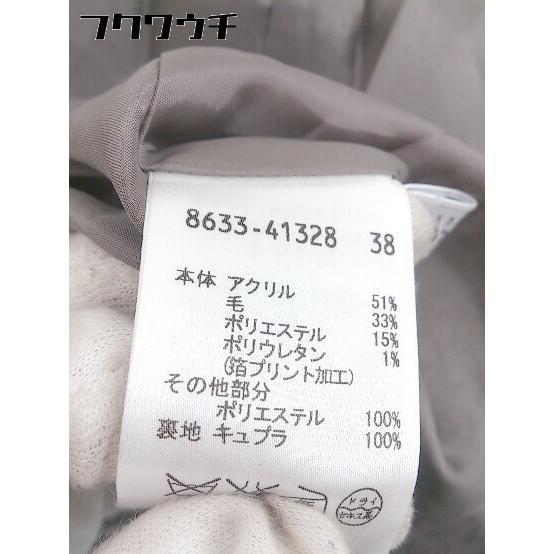 フクワウチ
8633-41328 38
本体 アクリル 51%
毛 33%
ポリエステル 15%
ポリウレタン 1%
(箔プリント加工)
その他部分
ポリエステル 100%
裏地 キュプラ 100%
ドライ